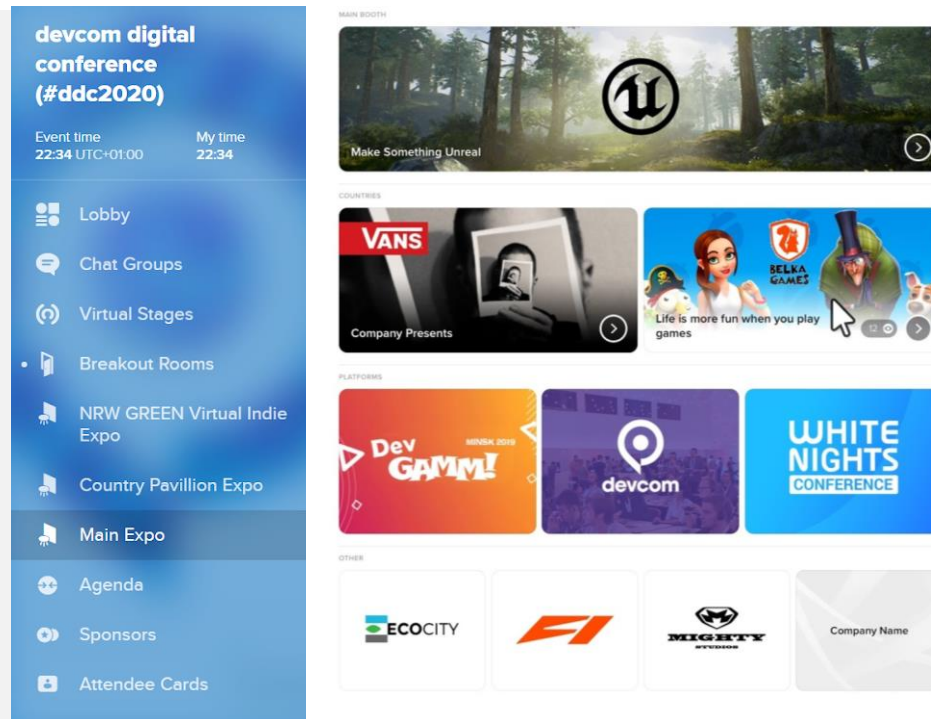 devcom digital
conference
(#ddc2020)
Event time
22:34 UTC+01:00
My time
22:34
Lobby
Chat Groups
Virtual Stages
Breakout Rooms
NRW GREEN Virtual Indie
Expo
Country Pavillion Expo
Main Expo
Agenda
Sponsors
Attendee Cards
MAIN BOOTH
Make Something Unreal
COUNTRIES
VANS
Company Presents
BELKA
GAMES
Life is more fun when you play
games
12
PLATFORMS
Dev
GAMM!
MINSK 2019
devcom
WHITE
NIGHTS
CONFERENCE
OTHER
ECOCITY
F1
MIGHTY
STUDIOS
Company Name